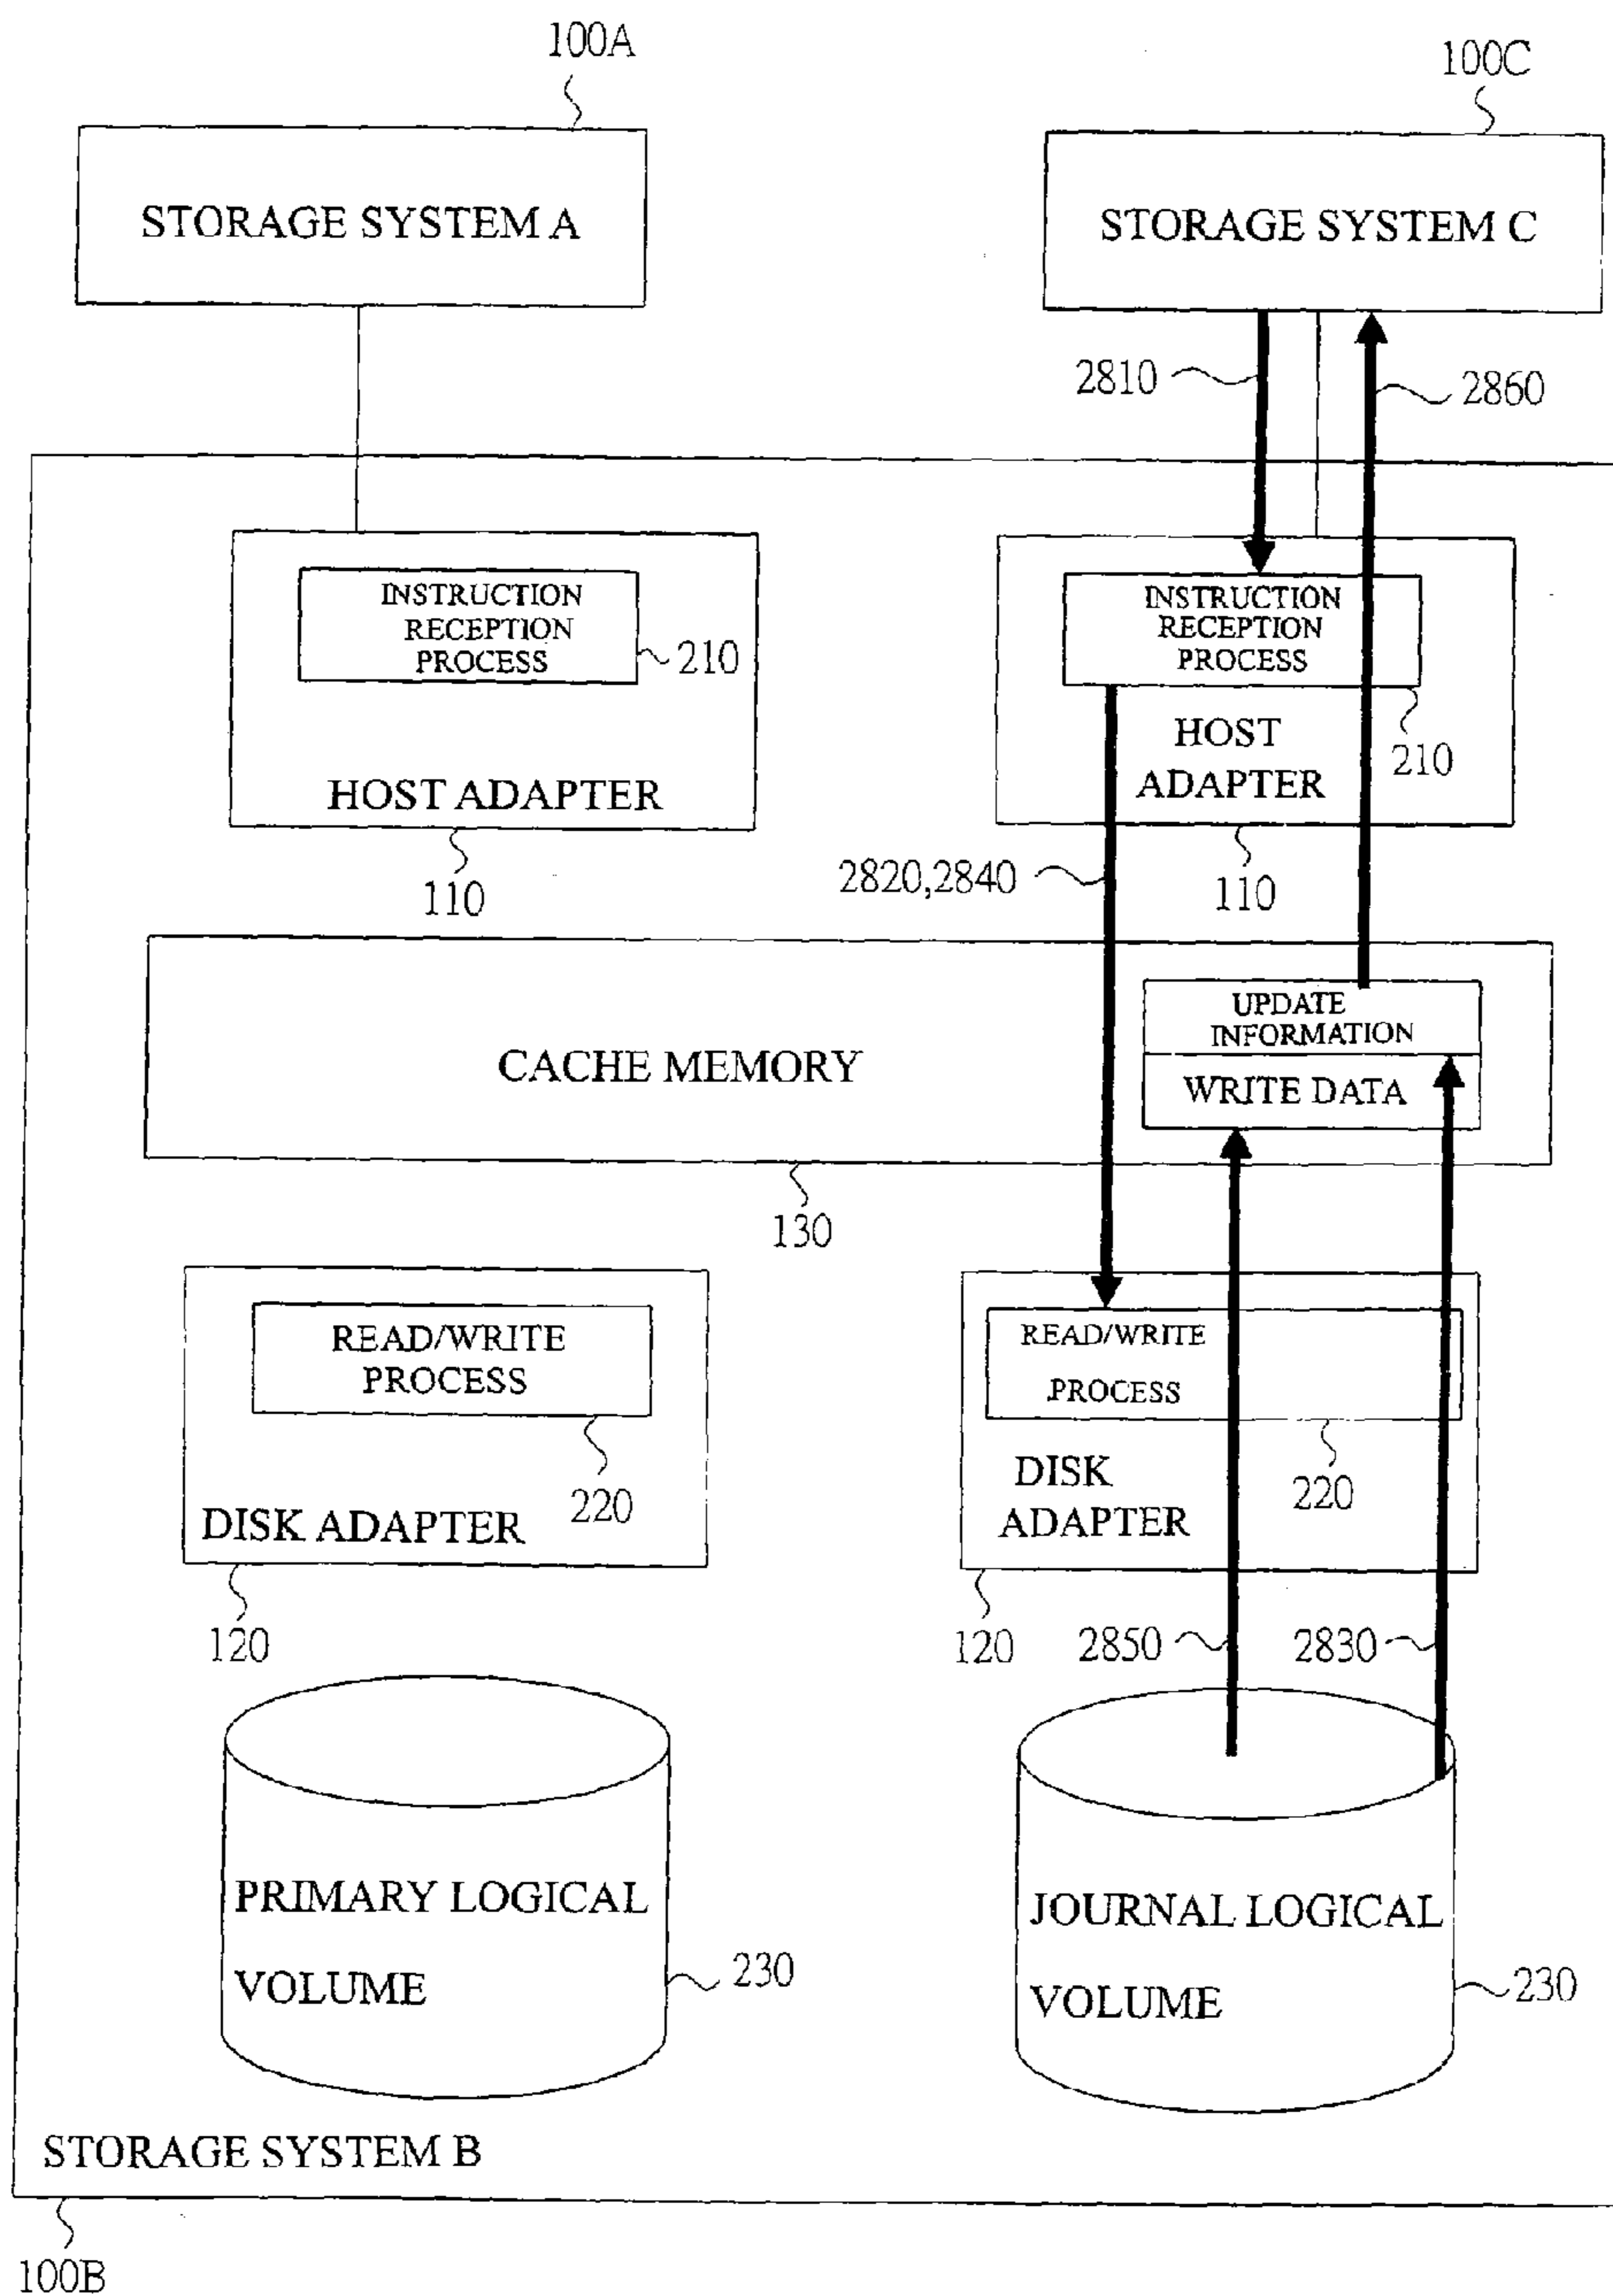 100A
100C
STORAGE SYSTEM A
STORAGE SYSTEM C
2810
2860
INSTRUCTION
RECEPTION
PROCESS
210
HOST ADAPTER
110
INSTRUCTION
RECEPTION
PROCESS
HOST
ADAPTER
210
2820,2840
110
CACHE MEMORY
UPDATE
INFORMATION
WRITE DATA
130
READ/WRITE
PROCESS
220
DISK ADAPTER
120
READ/WRITE
PROCESS
DISK
ADAPTER
220
120
2850
2830
PRIMARY LOGICAL
VOLUME
230
JOURNAL LOGICAL
VOLUME
230
STORAGE SYSTEM B
100B